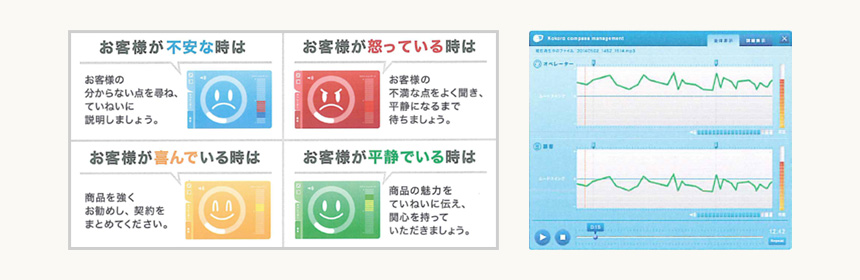 お客様が不安な時は
お客様の
分からない点を尋ね、
ていねいに
説明しましょう。
お客様が怒っている時は
お客様の
不満な点をよく聞き、
平静になるまで
待ちましょう。
お客様が喜んでいる時は
商品を強く
お勧めし、契約を
まとめてください。
お客様が平静でいる時は
商品の魅力を
ていねいに伝え、
関心を持って
いただきましょう。
Kokoro compass management
オペレーター
顧客